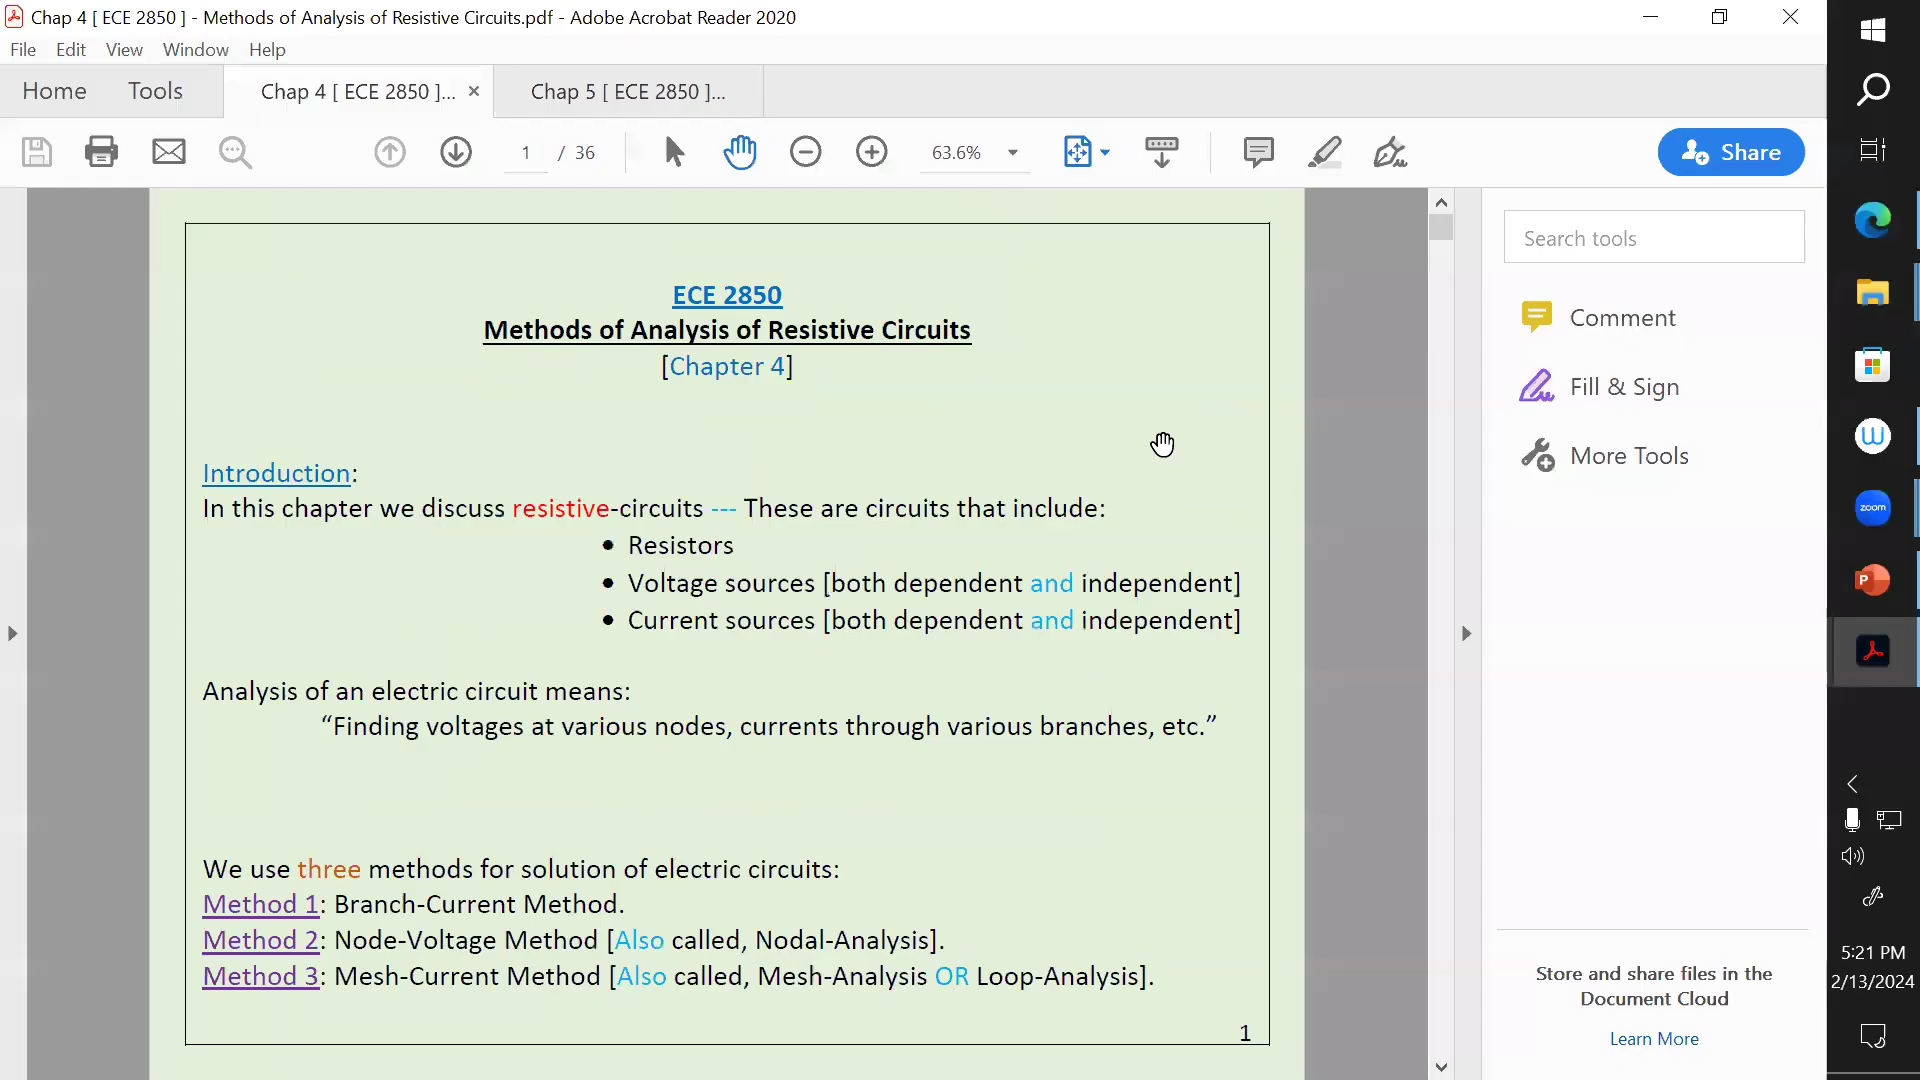 Chap 4 [ ECE 2850 ] - Methods of Analysis of Resistive Circuits.pdf - Adobe Acrobat Reader 2020
File Edit View Window Help
Home Tools Chap 4 [ ECE 2850 ]... × Chap 5 [ ECE 2850 ]...
1 / 36 63.6% Share
Search tools
Comment
Fill & Sign
More Tools
Store and share files in the
Document Cloud
Learn More
ECE 2850
Methods of Analysis of Resistive Circuits
[Chapter 4]
Introduction:
In this chapter we discuss resistive-circuits --- These are circuits that include:
• Resistors
• Voltage sources [both dependent and independent]
• Current sources [both dependent and independent]
Analysis of an electric circuit means:
“Finding voltages at various nodes, currents through various branches, etc.”
We use three methods for solution of electric circuits:
Method 1: Branch-Current Method.
Method 2: Node-Voltage Method [Also called, Nodal-Analysis].
Method 3: Mesh-Current Method [Also called, Mesh-Analysis OR Loop-Analysis].
1
zoom
5:21 PM
2/13/2024